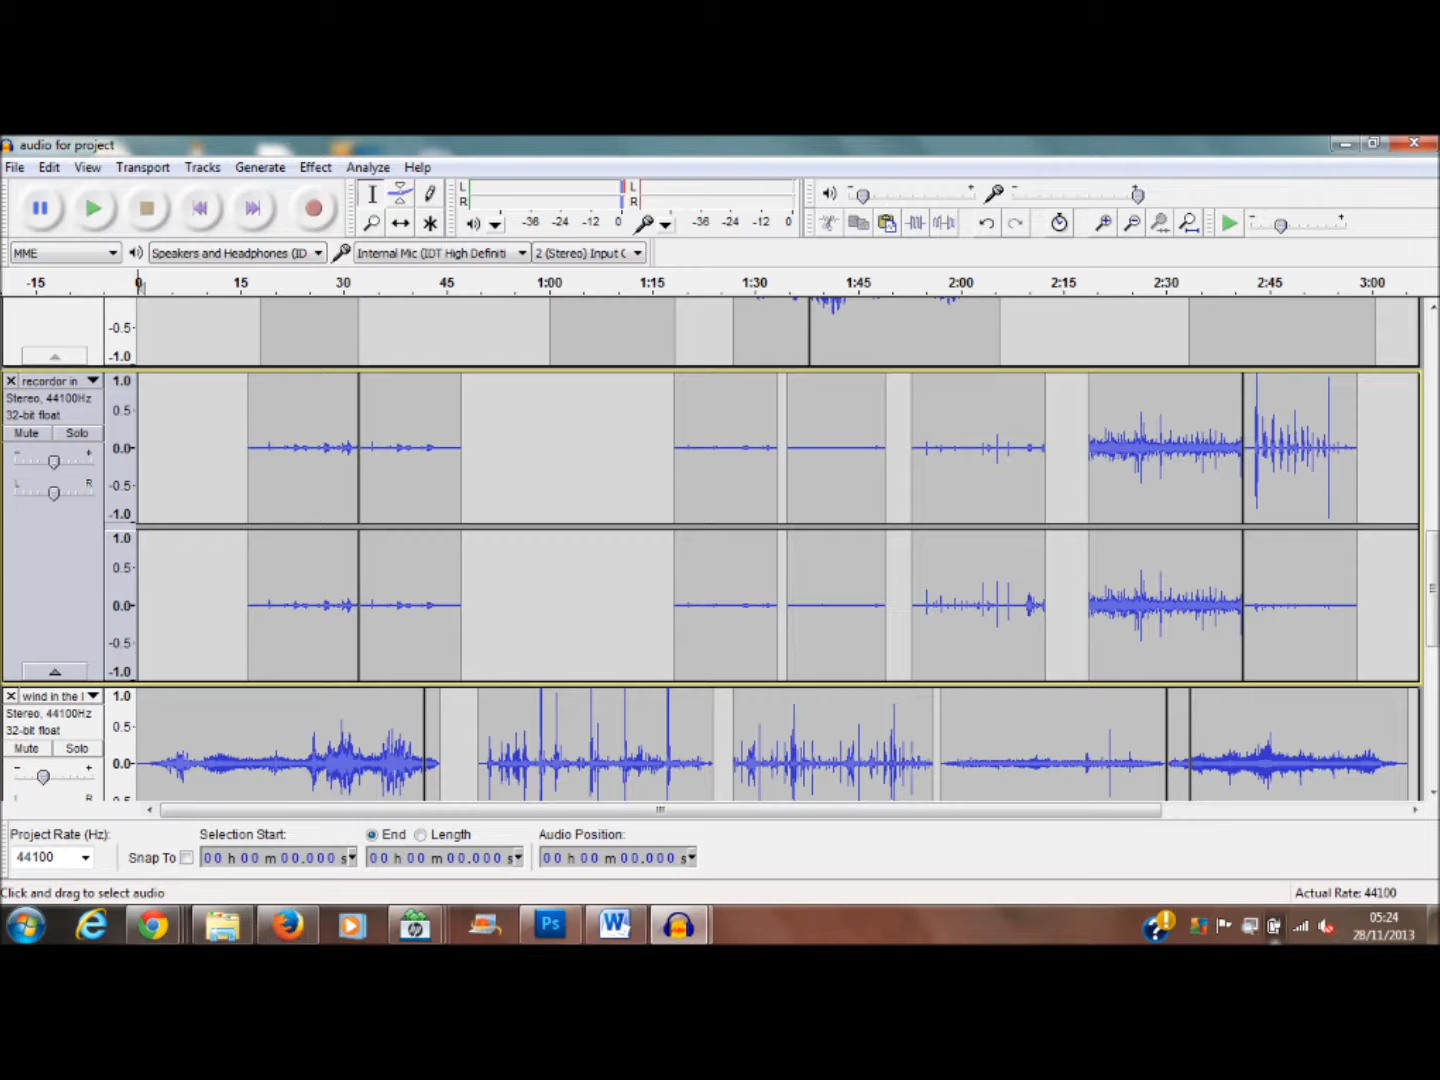 audio for project
File Edit View Transport Tracks Generate Effect Analyze Help
L
R
-36 -24 -12 0
L
R
-36 -24 -12 0
MME Speakers and Headphones (ID Internal Mic (IDT High Definiti 2 (Stereo) Input C
-15 0 15 30 45 1:00 1:15 1:30 1:45 2:00 2:15 2:30 2:45 3:00
-0.5-
-1.0
recordor in
Stereo, 44100Hz
32-bit float
Mute Solo
- +
L R
1.0
0.5-
0.0-
-0.5-
-1.0
1.0
0.5-
0.0-
-0.5-
-1.0
wind in the l
Stereo, 44100Hz
32-bit float
Mute Solo
- +
L R
1.0
0.5-
0.0-
Project Rate (Hz): Selection Start: End Length Audio Position:
44100 Snap To 00 h 00 m 00.000 s 00 h 00 m 00.000 s 00 h 00 m 00.000 s
Click and drag to select audio Actual Rate: 44100
Ps W hp
05:24
28/11/2013